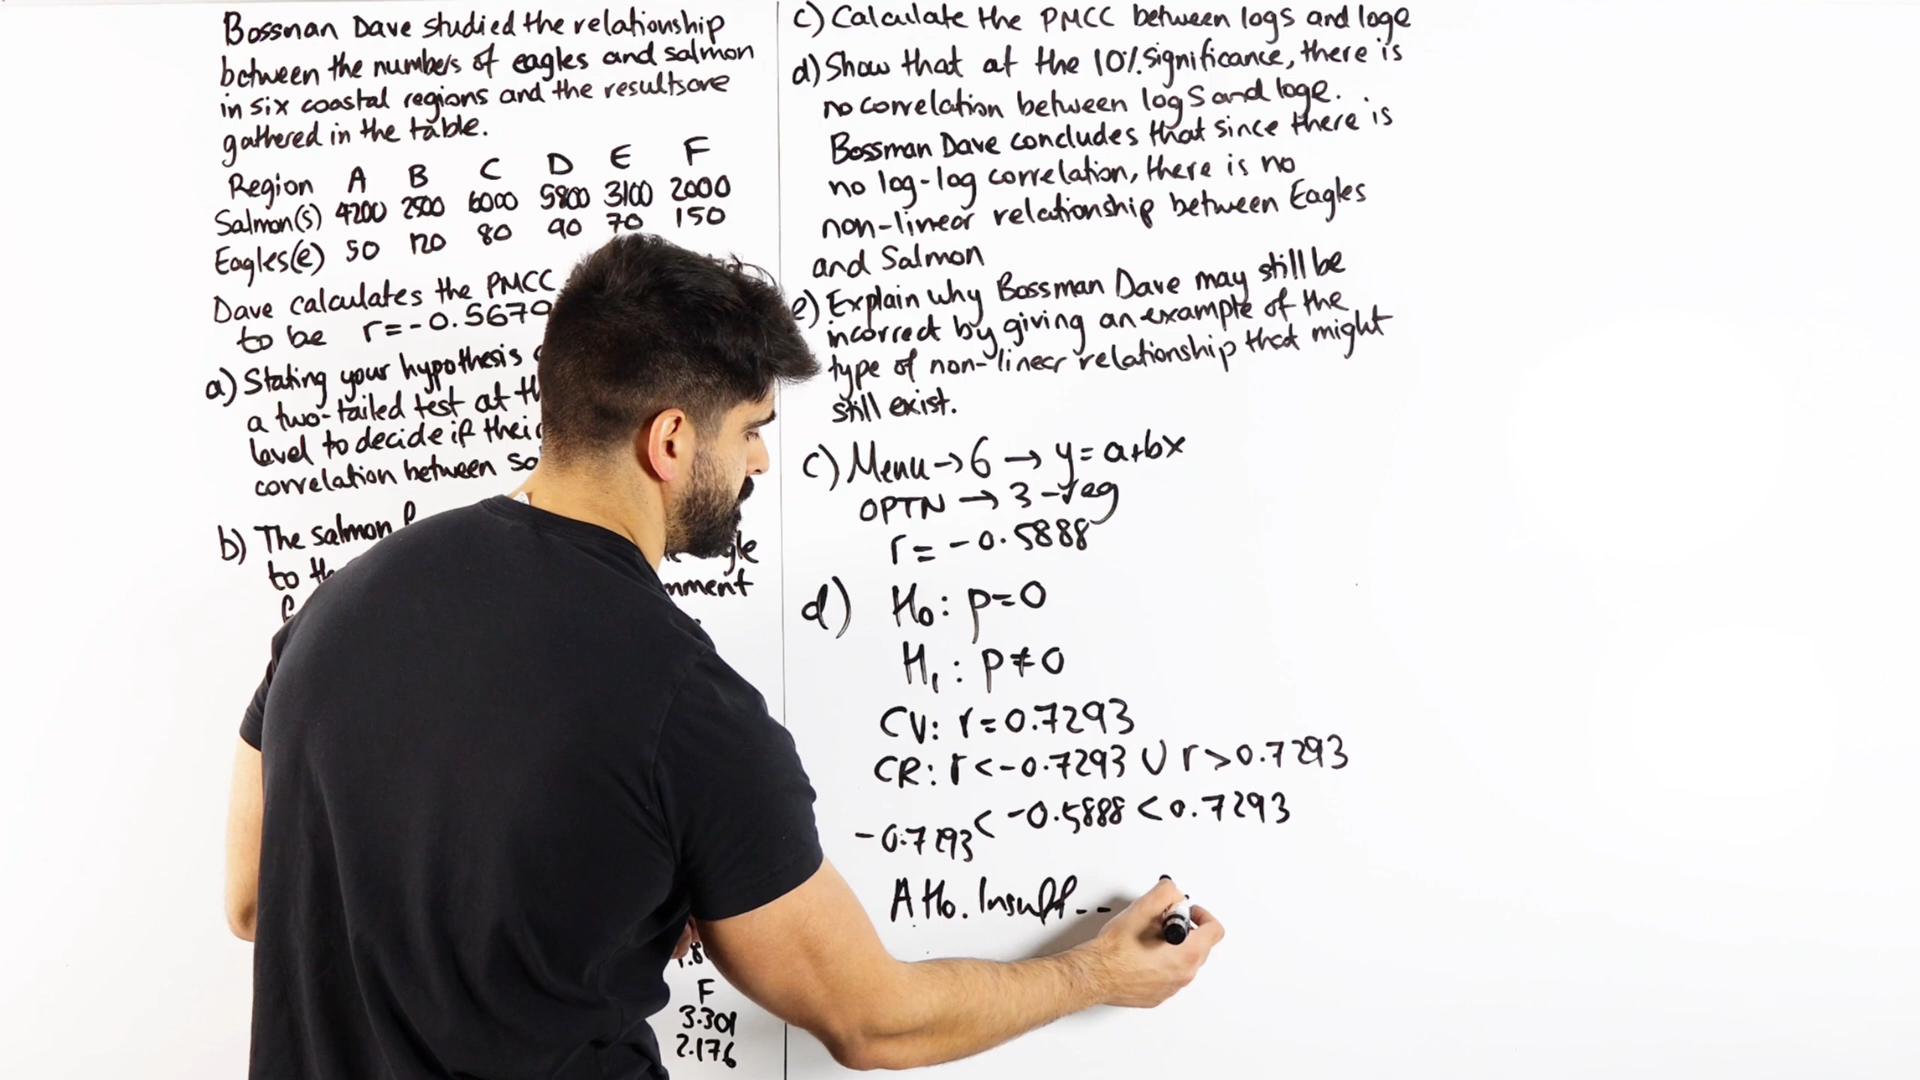 Bossman Dave studied the relationship
between the numbers of eagles and salmon
in six coastal regions and the results are
gathered in the table.
Region A B C D E F
Salmon(s) 4200 2500 6000 5800 3100 2000
Eagles(e) 50 120 80 90 70 150
Dave calculates the PMCC
to be r=-0.5679
a) Stating your hypothesis
a two-tailed test at
level to decide if
correlation between
b) The salmon
to
F
3.301
2.176
c) Calculate the PMCC between logs and loge
d) Show that at the 10% significance, there is
no correlation between logs and loge.
Bossman Dave concludes that since there is
no log-log correlation, there is no
non-linear relationship between Eagles
and Salmon
e) Explain why Bossman Dave may still be
incorrect by giving an example of the
type of non-linear relationship that might
still exist.
c) Menu → 6 → y=a+bx
OPTN → 3-reg
r=-0.5888
d) H₀: p=0
H₁: p≠0
CV: r=0.7293
CR: r<-0.7293 ∪ r>0.7293
-0.7293 < -0.5888 < 0.7293
A H₀. Insuff--